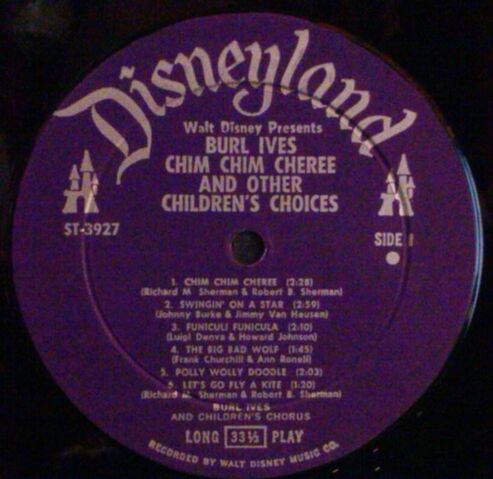 Disneyland
Walt Disney Presents
BURL IVES
CHIM CHIM CHEREE
AND OTHER
CHILDREN'S CHOICES
ST-3927
SIDE 1
1. CHIM CHIM CHEREE (2:28)
(Richard M. Sherman & Robert B. Sherman)
2. SWINGIN' ON A STAR (2:59)
(Johnny Burke & Jimmy Van Heusen)
3. FUNICULI FUNICULA (2:10)
(Luigi Denva & Howard Johnson)
4. THE BIG BAD WOLF (1:45)
(Frank Churchill & Ann Ronell)
5. POLLY WOLLY DOODLE (2:03)
6. LET'S GO FLY A KITE (1:20)
(Richard M. Sherman & Robert B. Sherman)
BURL IVES
AND CHILDREN'S CHORUS
LONG 33⅓ PLAY
RECORDED BY WALT DISNEY MUSIC CO.